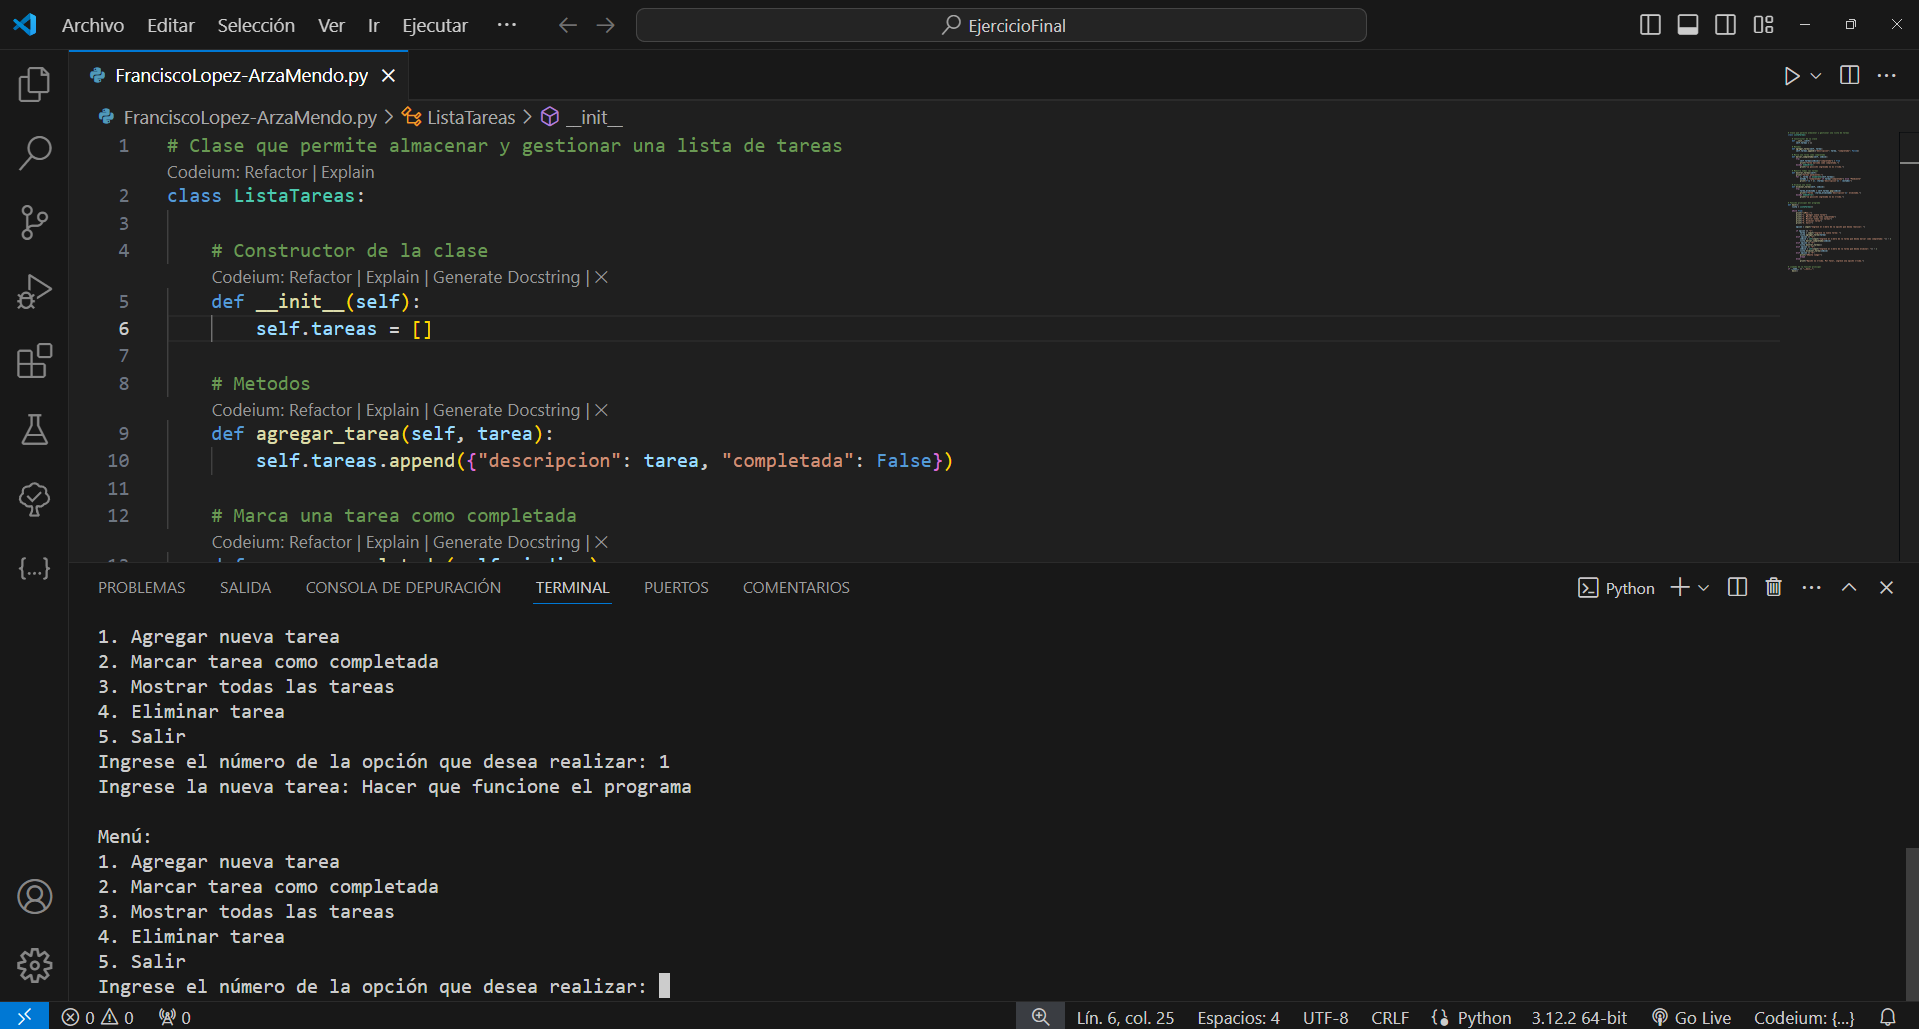 Archivo Editar Selección Ver Ir Ejecutar ··· EjercicioFinal
FranciscoLopez-ArzaMendo.py
FranciscoLopez-ArzaMendo.py > ListaTareas > __init__
1 # Clase que permite almacenar y gestionar una lista de tareas
Codeium: Refactor | Explain
2 class ListaTareas:
3
4 # Constructor de la clase
Codeium: Refactor | Explain | Generate Docstring | ×
5 def __init__(self):
6 self.tareas = []
7
8 # Metodos
Codeium: Refactor | Explain | Generate Docstring | ×
9 def agregar_tarea(self, tarea):
10 self.tareas.append({"descripcion": tarea, "completada": False})
11
12 # Marca una tarea como completada
Codeium: Refactor | Explain | Generate Docstring | ×
PROBLEMAS SALIDA CONSOLA DE DEPURACIÓN TERMINAL PUERTOS COMENTARIOS Python
1. Agregar nueva tarea
2. Marcar tarea como completada
3. Mostrar todas las tareas
4. Eliminar tarea
5. Salir
Ingrese el número de la opción que desea realizar: 1
Ingrese la nueva tarea: Hacer que funcione el programa
Menú:
1. Agregar nueva tarea
2. Marcar tarea como completada
3. Mostrar todas las tareas
4. Eliminar tarea
5. Salir
Ingrese el número de la opción que desea realizar:
0 0 0 Lín. 6, col. 25 Espacios: 4 UTF-8 CRLF Python 3.12.2 64-bit Go Live Codeium: {...}